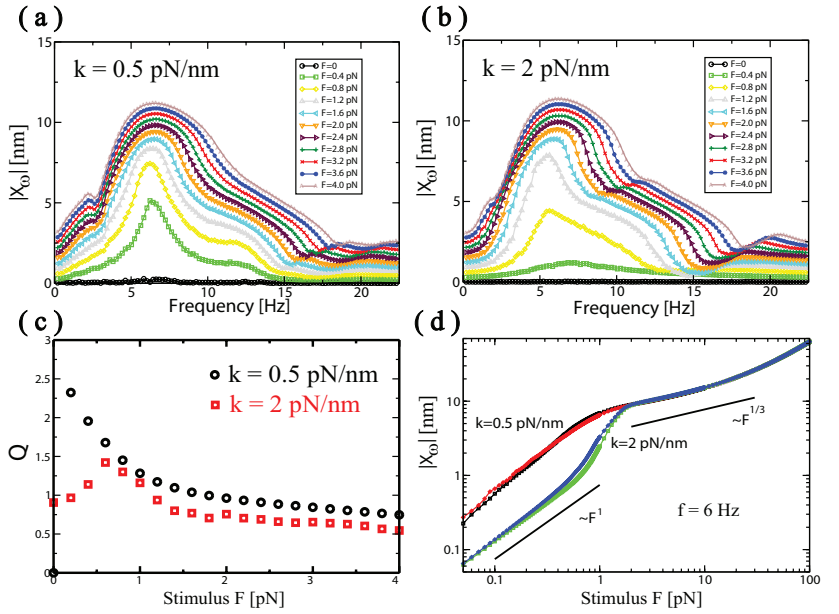 ( a )
k = 0.5 pN/nm
F=0
F=0.4 pN
F=0.8 pN
F=1.2 pN
F=1.6 pN
F=2.0 pN
F=2.4 pN
F=2.8 pN
F=3.2 pN
F=3.6 pN
F=4.0 pN
|Xω| [nm]
15
10
5
0
0 5 10 15 20
Frequency [Hz]
( b )
k = 2 pN/nm
F=0
F=0.4 pN
F=0.8 pN
F=1.2 pN
F=1.6 pN
F=2.0 pN
F=2.4 pN
F=2.8 pN
F=3.2 pN
F=3.6 pN
F=4.0 pN
|Xω| [nm]
15
10
5
0
0 5 10 15 20
Frequency [Hz]
( c )
k = 0.5 pN/nm
k = 2 pN/nm
Q
3
2.5
2
1.5
1
0.5
0
0 1 2 3 4
Stimulus F [pN]
( d )
|Xω| [nm]
100
10
1
0.1
k=0.5 pN/nm
k=2 pN/nm
~F1/3
~F1
f = 6 Hz
0.1 1 10 100
Stimulus F [pN]